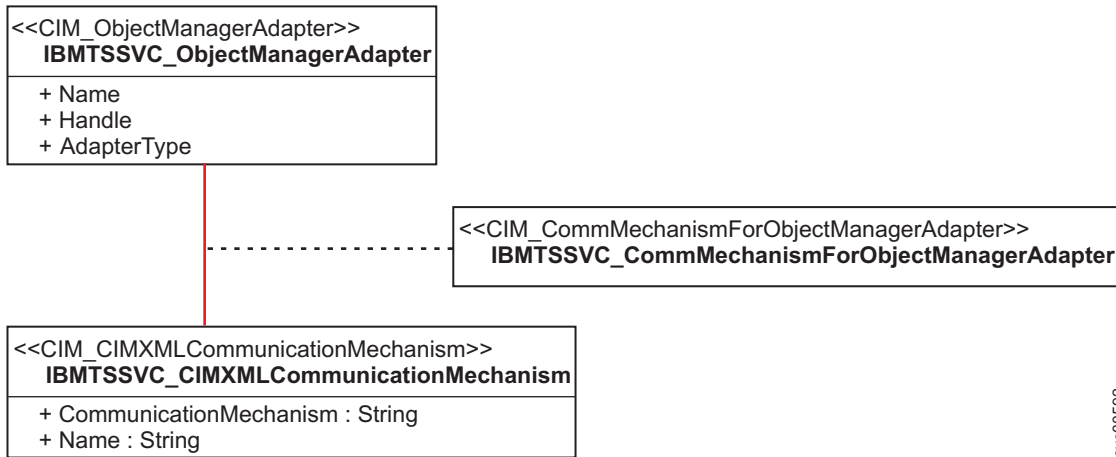 <<CIM_ObjectManagerAdapter>>
IBMTSSVC_ObjectManagerAdapter
+ Name
+ Handle
+ AdapterType
<<CIM_CommMechanismForObjectManagerAdapter>>
IBMTSSVC_CommMechanismForObjectManagerAdapter
<<CIM_CIMXMLCommunicationMechanism>>
IBMTSSVC_CIMXMLCommunicationMechanism
+ CommunicationMechanism : String
+ Name : String